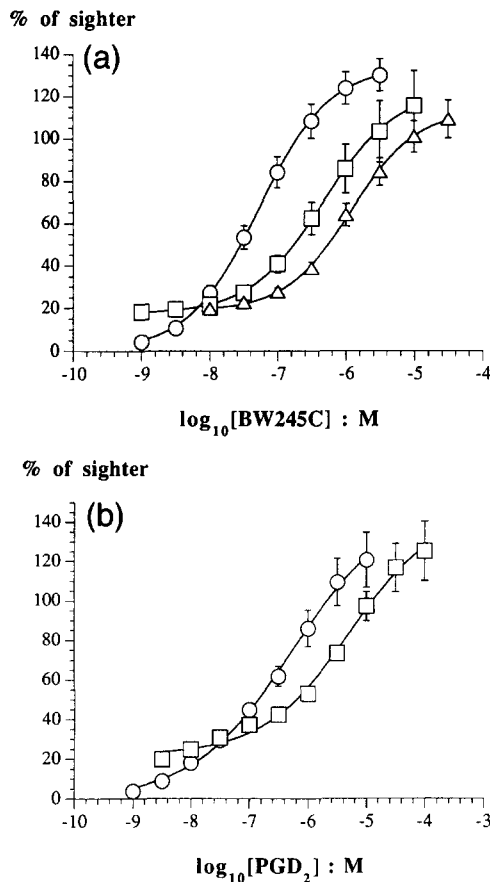 % of sighter
(a)
140
120
100
80
60
40
20
0
-10 -9 -8 -7 -6 -5 -4
log10[BW245C] : M
% of sighter
(b)
140
120
100
80
60
40
20
0
-10 -9 -8 -7 -6 -5 -4 -3
log10[PGD2] : M